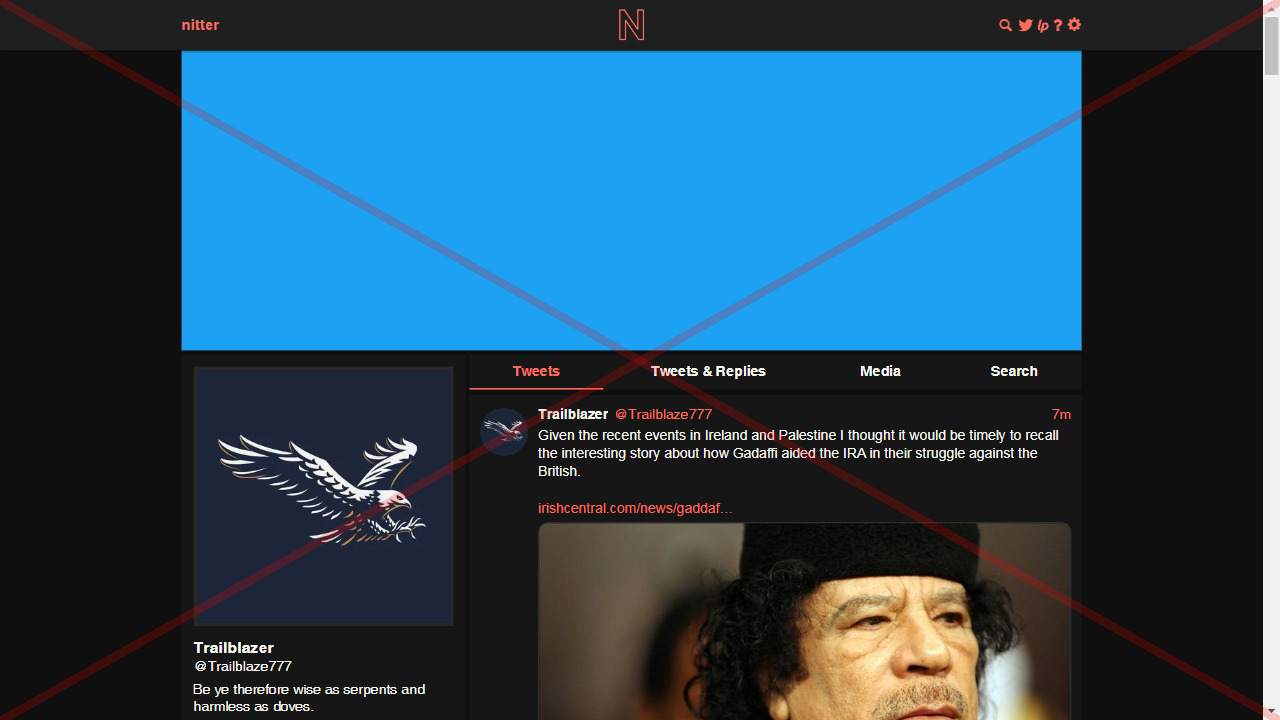 nitter
N
lp ?
Tweets
Tweets & Replies
Media
Search
Trailblazer @Trailblaze777 7m
Given the recent events in Ireland and Palestine I thought it would be timely to recall
the interesting story about how Gadaffi aided the IRA in their struggle against the
British.
irishcentral.com/news/gaddaf…
Trailblazer
@Trailblaze777
Be ye therefore wise as serpents and
harmless as doves.